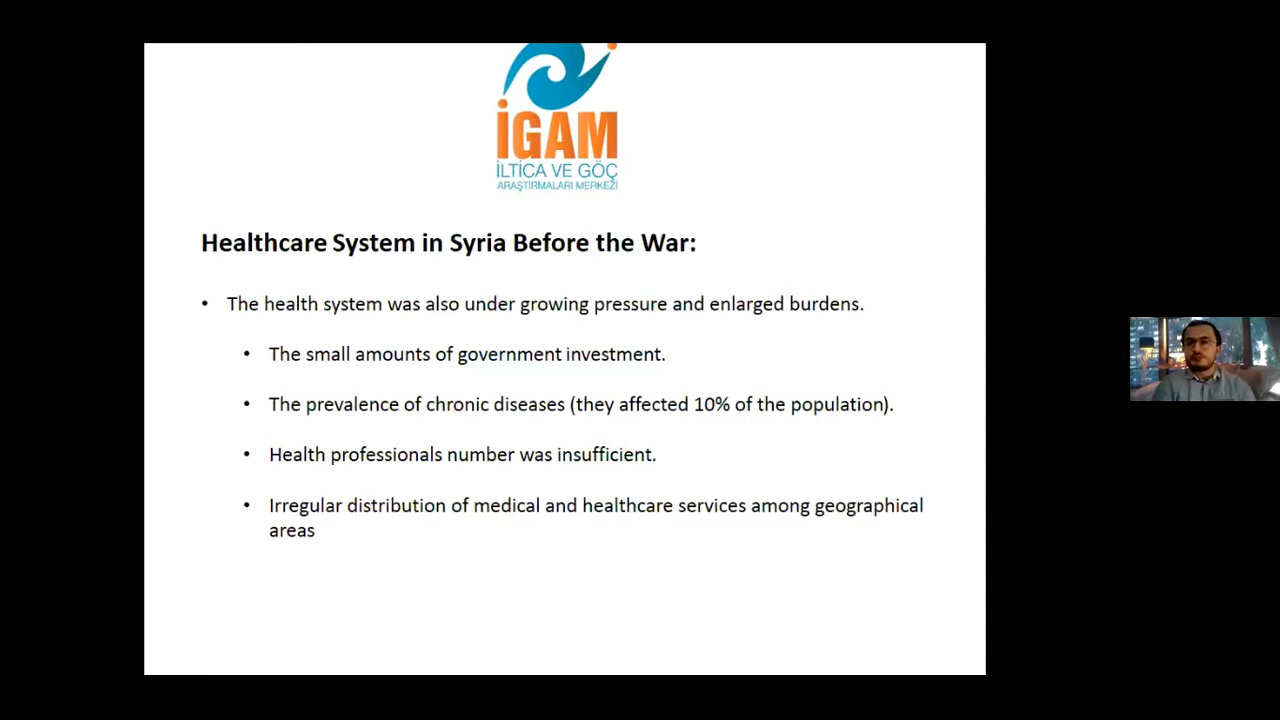 İGAM
İLTİCA VE GÖÇ
ARAŞTIRMALARI MERKEZİ
Healthcare System in Syria Before the War:
• The health system was also under growing pressure and enlarged burdens.
• The small amounts of government investment.
• The prevalence of chronic diseases (they affected 10% of the population).
• Health professionals number was insufficient.
• Irregular distribution of medical and healthcare services among geographical
areas